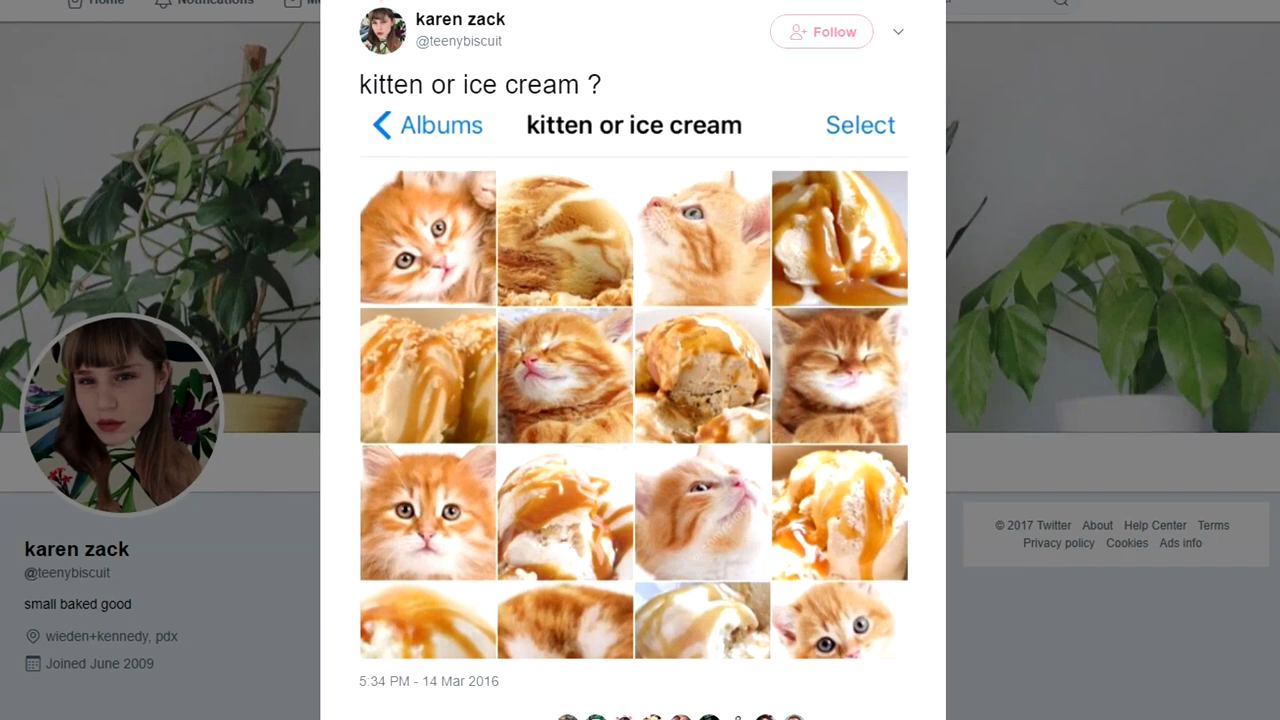 Home Notifications
karen zack
@teenybiscuit
Follow
kitten or ice cream ?
Albums kitten or ice cream Select
5:34 PM - 14 Mar 2016
karen zack
@teenybiscuit
small baked good
wieden+kennedy, pdx
Joined June 2009
© 2017 Twitter About Help Center Terms
Privacy policy Cookies Ads info